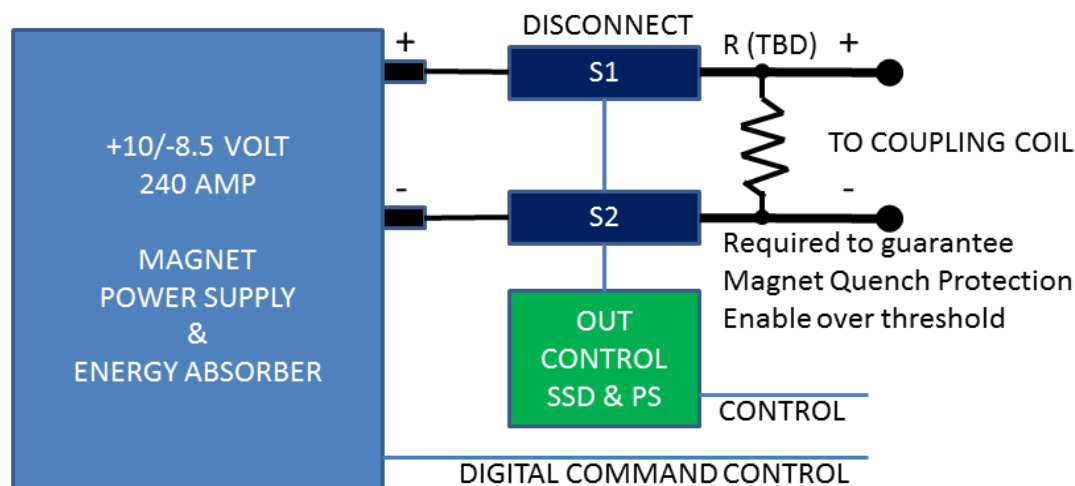 DISCONNECT
+
S1
R (TBD)
+
+10/-8.5 VOLT
240 AMP
MAGNET
POWER SUPPLY
&
ENERGY ABSORBER
TO COUPLING COIL
-
S2
-
Required to guarantee
Magnet Quench Protection
Enable over threshold
OUT
CONTROL
SSD & PS
CONTROL
DIGITAL COMMAND CONTROL